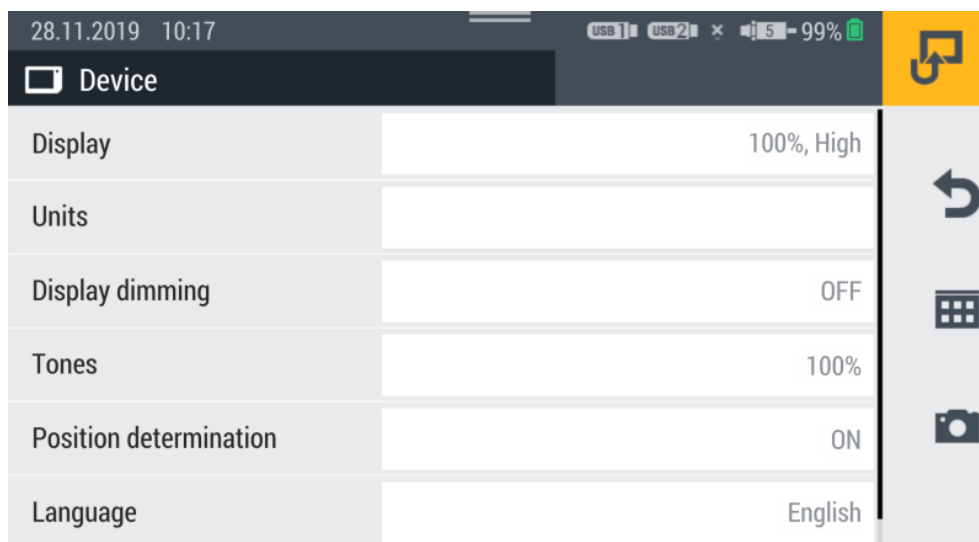 28.11.2019 10:17 USB1 USB2 5 99%
Device
Display 100%, High
Units
Display dimming OFF
Tones 100%
Position determination ON
Language English